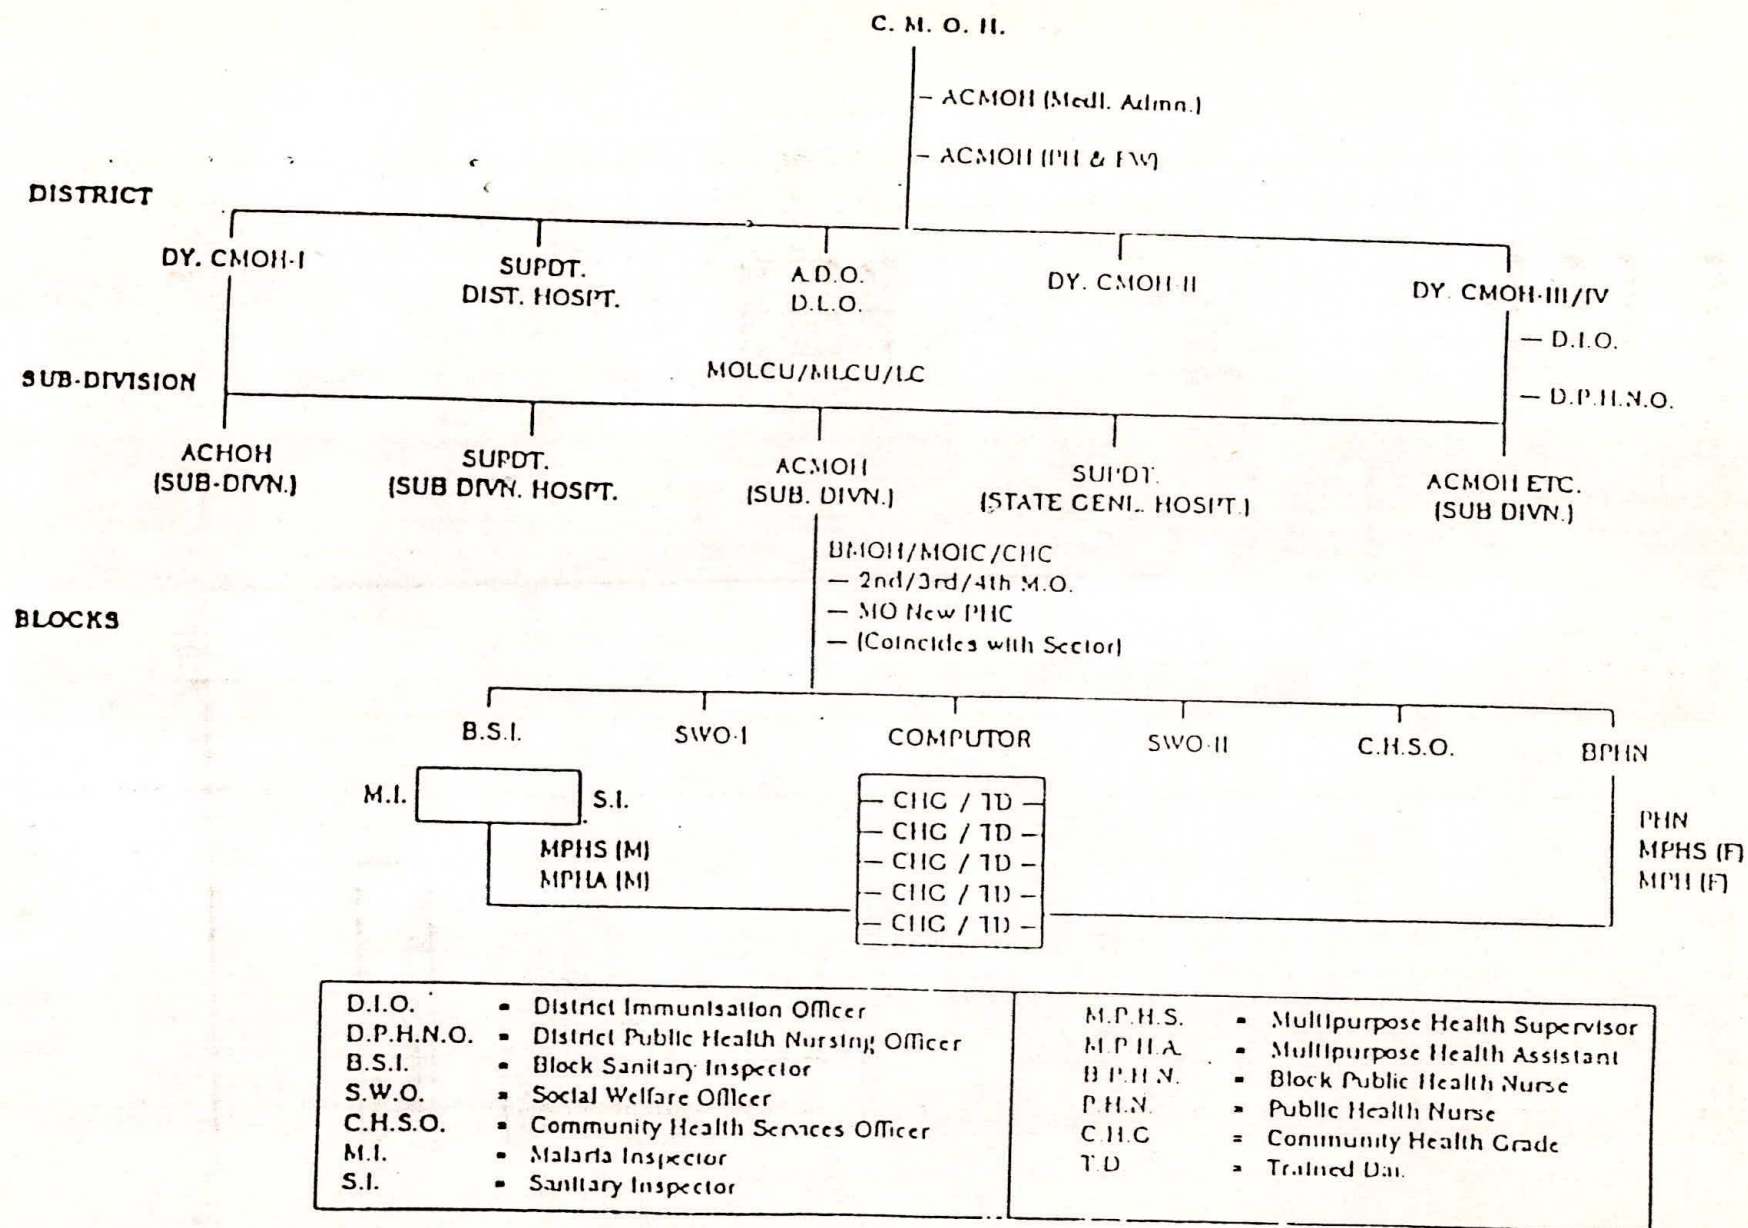 C. M. O. H.
— ACMOH (Medl. Admn.)
— ACMOH (PH & FW)
DISTRICT
DY. CMOH-I
SUPDT.
DIST. HOSPT.
A.D.O.
D.L.O.
DY. CMOH-II
DY. CMOH-III/IV
— D.I.O.
— D.P.H.N.O.
SUB-DIVISION
MOLCU/MLCU/LC
ACHOH
(SUB-DIVN.)
SUPDT.
(SUB DIVN. HOSPT.
ACMOH
(SUB. DIVN.)
SUPDT.
(STATE GENL. HOSPT.)
ACMOH ETC.
(SUB DIVN.)
BLOCKS
BMOH/MOIC/CHC
— 2nd/3rd/4th M.O.
— MO New PHC
— (Coincides with Sector)
B.S.I.
SWO-I
COMPUTOR
SWO-II
C.H.S.O.
BPHN
M.I.
S.I.
MPHS (M)
MPHA (M)
— CHG / TD —
— CHG / TD —
— CHG / TD —
— CHG / TD —
— CHG / TD —
PHN
MPHS (F)
MPH (F)
D.I.O. = District Immunisation Officer
D.P.H.N.O. = District Public Health Nursing Officer
B.S.I. = Block Sanitary Inspector
S.W.O. = Social Welfare Officer
C.H.S.O. = Community Health Services Officer
M.I. = Malaria Inspector
S.I. = Sanitary Inspector
M.P.H.S. = Multipurpose Health Supervisor
M.P.H.A. = Multipurpose Health Assistant
B.P.H.N. = Block Public Health Nurse
P.H.N. = Public Health Nurse
C.H.G = Community Health Grade
T.D = Trained Dai.